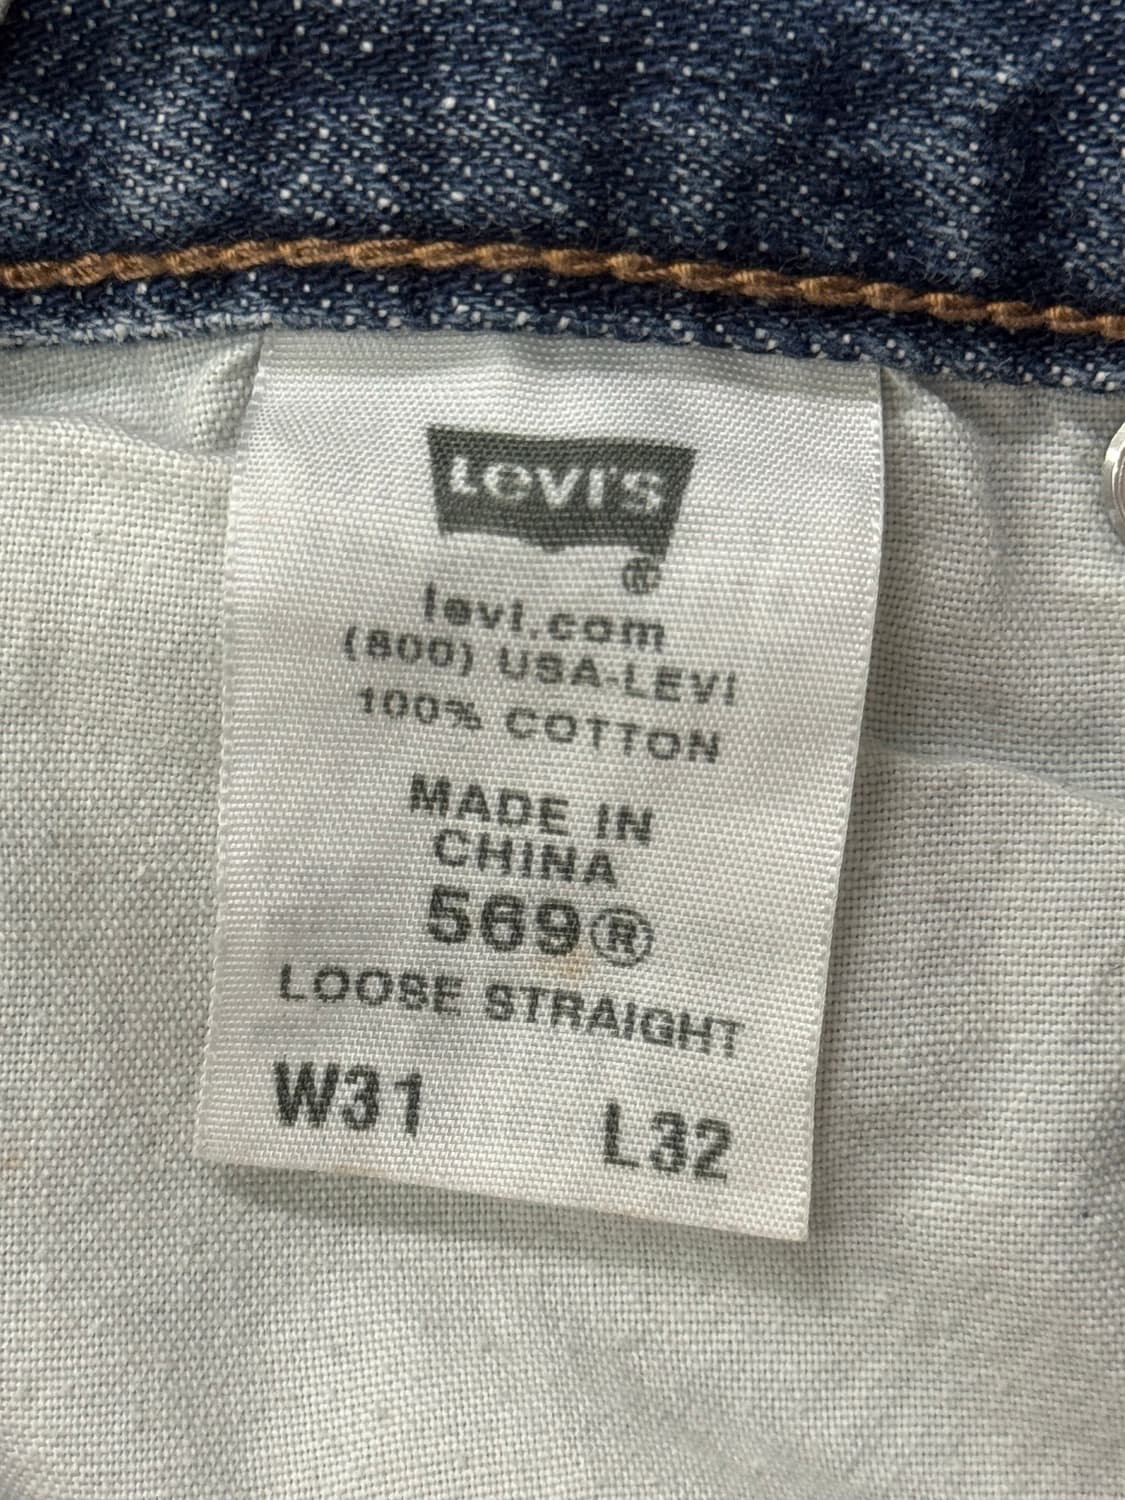 LEVI'S
®
levi.com
(800) USA-LEVI
100% COTTON
MADE IN
CHINA
569®
LOOSE STRAIGHT
W31 L32